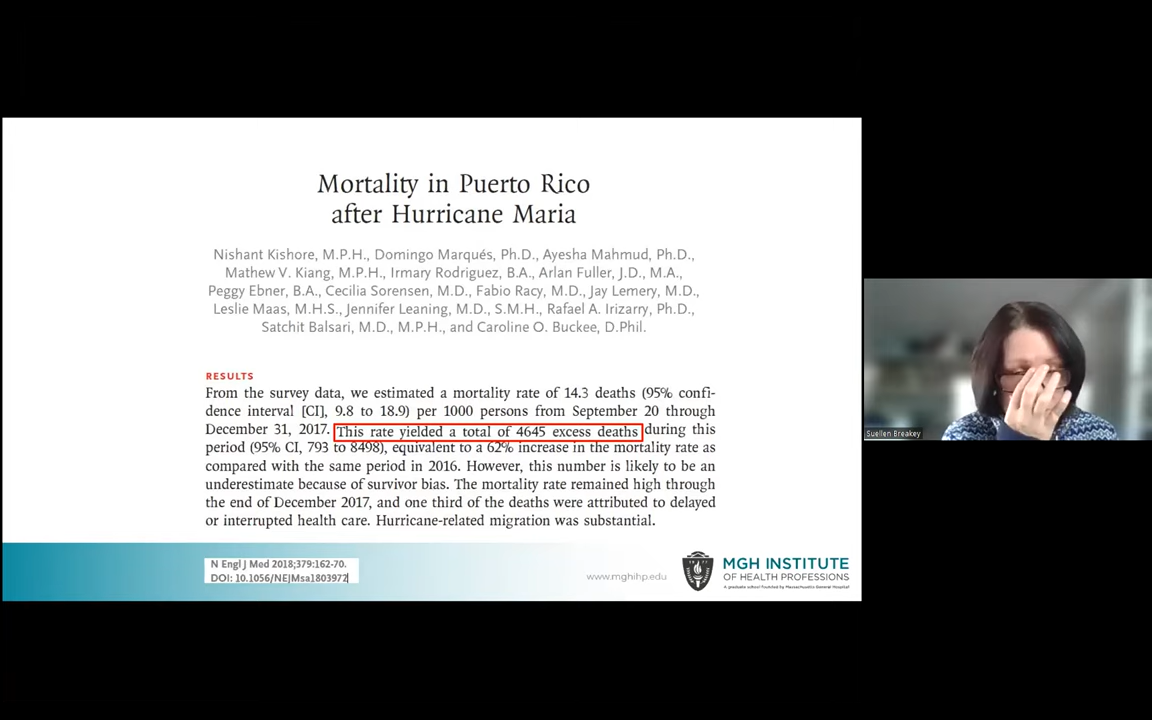 Mortality in Puerto Rico
after Hurricane Maria
Nishant Kishore, M.P.H., Domingo Marqués, Ph.D., Ayesha Mahmud, Ph.D.,
Mathew V. Kiang, M.P.H., Irmary Rodriguez, B.A., Arlan Fuller, J.D., M.A.,
Peggy Ebner, B.A., Cecilia Sorensen, M.D., Fabio Racy, M.D., Jay Lemery, M.D.,
Leslie Maas, M.H.S., Jennifer Leaning, M.D., S.M.H., Rafael A. Irizarry, Ph.D.,
Satchit Balsari, M.D., M.P.H., and Caroline O. Buckee, D.Phil.
RESULTS
From the survey data, we estimated a mortality rate of 14.3 deaths (95% confi-
dence interval [CI], 9.8 to 18.9) per 1000 persons from September 20 through
December 31, 2017. This rate yielded a total of 4645 excess deaths during this
period (95% CI, 793 to 8498), equivalent to a 62% increase in the mortality rate as
compared with the same period in 2016. However, this number is likely to be an
underestimate because of survivor bias. The mortality rate remained high through
the end of December 2017, and one third of the deaths were attributed to delayed
or interrupted health care. Hurricane-related migration was substantial.
N Engl J Med 2018;379:162-70.
DOI: 10.1056/NEJMsa1803972
www.mghihp.edu
MGH INSTITUTE
OF HEALTH PROFESSIONS
A graduate school founded by Massachusetts General Hospital
Suellen Breakey